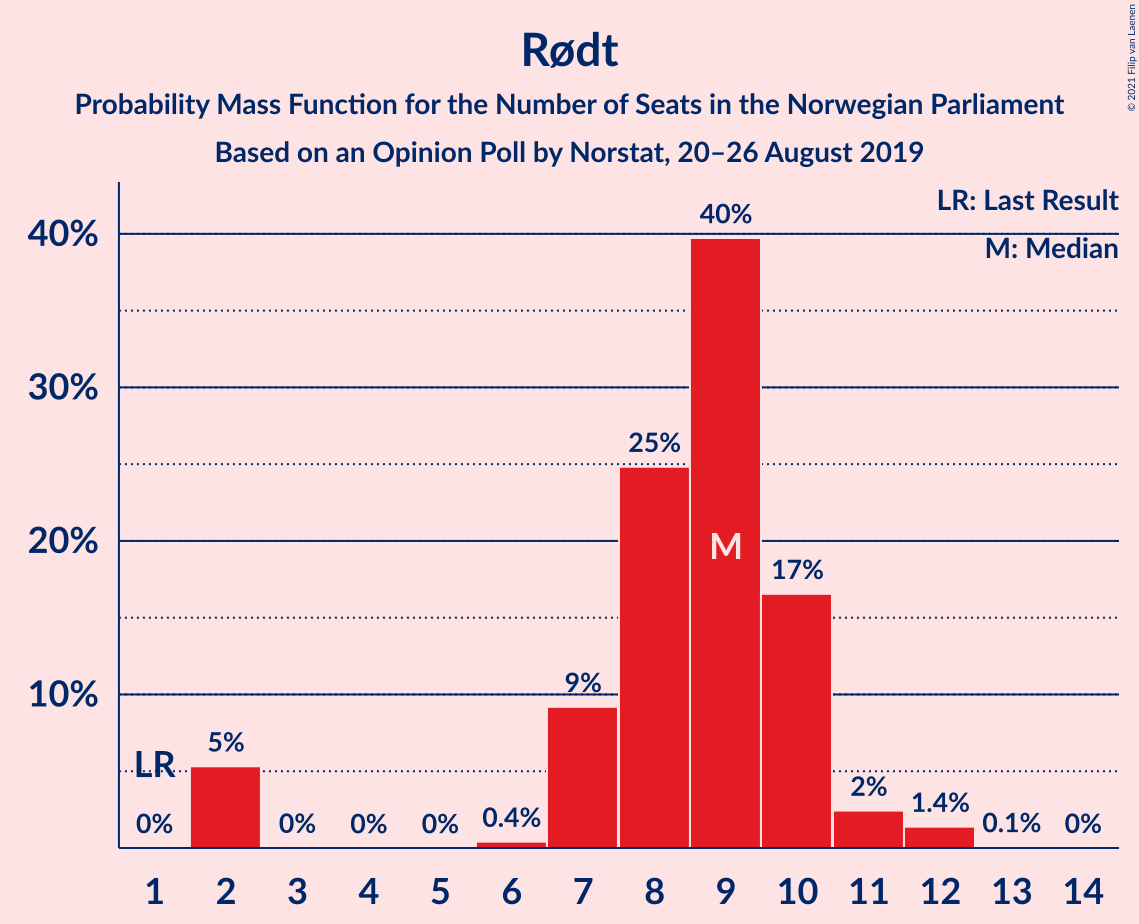 Rødt
Probability Mass Function for the Number of Seats in the Norwegian Parliament
Based on an Opinion Poll by Norstat, 20–26 August 2019
© 2021 Filip van Laenen
LR: Last Result
M: Median
40%
30%
20%
10%
LR
0%
5%
0%
0%
0%
0.4%
9%
25%
40%
M
17%
2%
1.4%
0.1%
0%
1 2 3 4 5 6 7 8 9 10 11 12 13 14